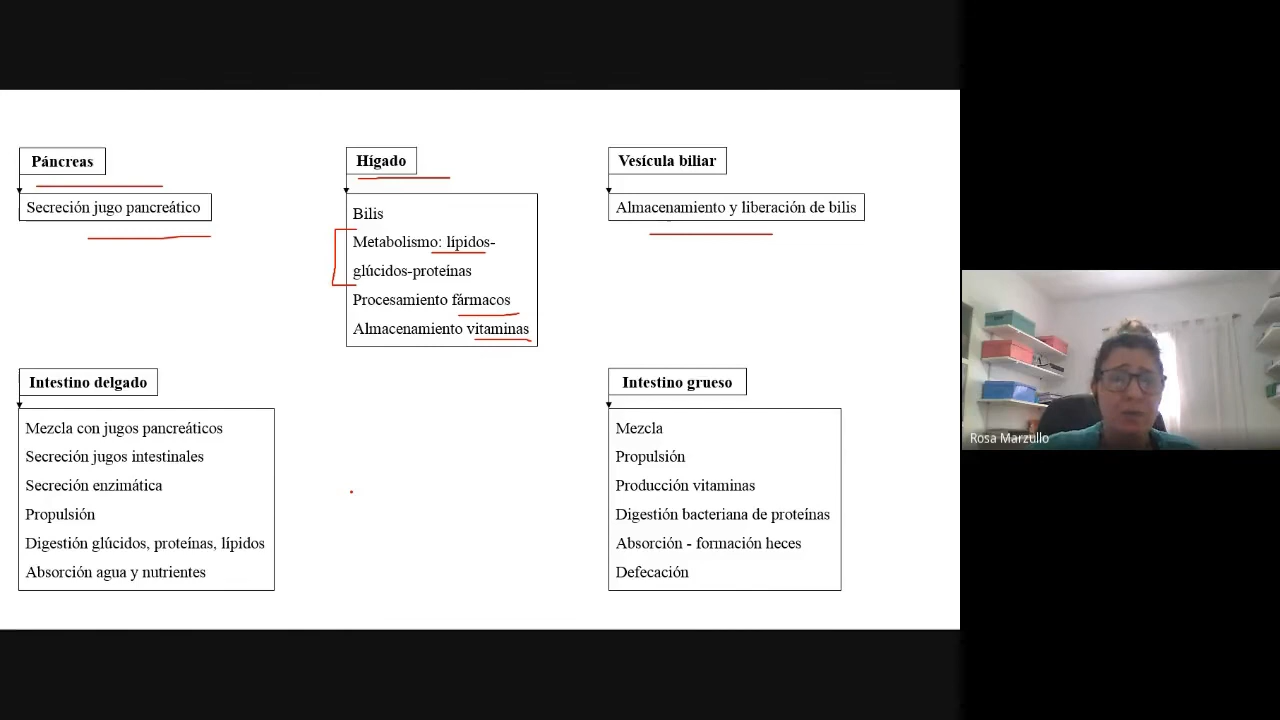 Páncreas
Secreción jugo pancreático
Hígado
Bilis
Metabolismo: lípidos-
glúcidos-proteínas
Procesamiento fármacos
Almacenamiento vitaminas
Vesícula biliar
Almacenamiento y liberación de bilis
Intestino delgado
Mezcla con jugos pancreáticos
Secreción jugos intestinales
Secreción enzimática
Propulsión
Digestión glúcidos, proteínas, lípidos
Absorción agua y nutrientes
Intestino grueso
Mezcla
Propulsión
Producción vitaminas
Digestión bacteriana de proteínas
Absorción - formación heces
Defecación
Rosa Marzullo